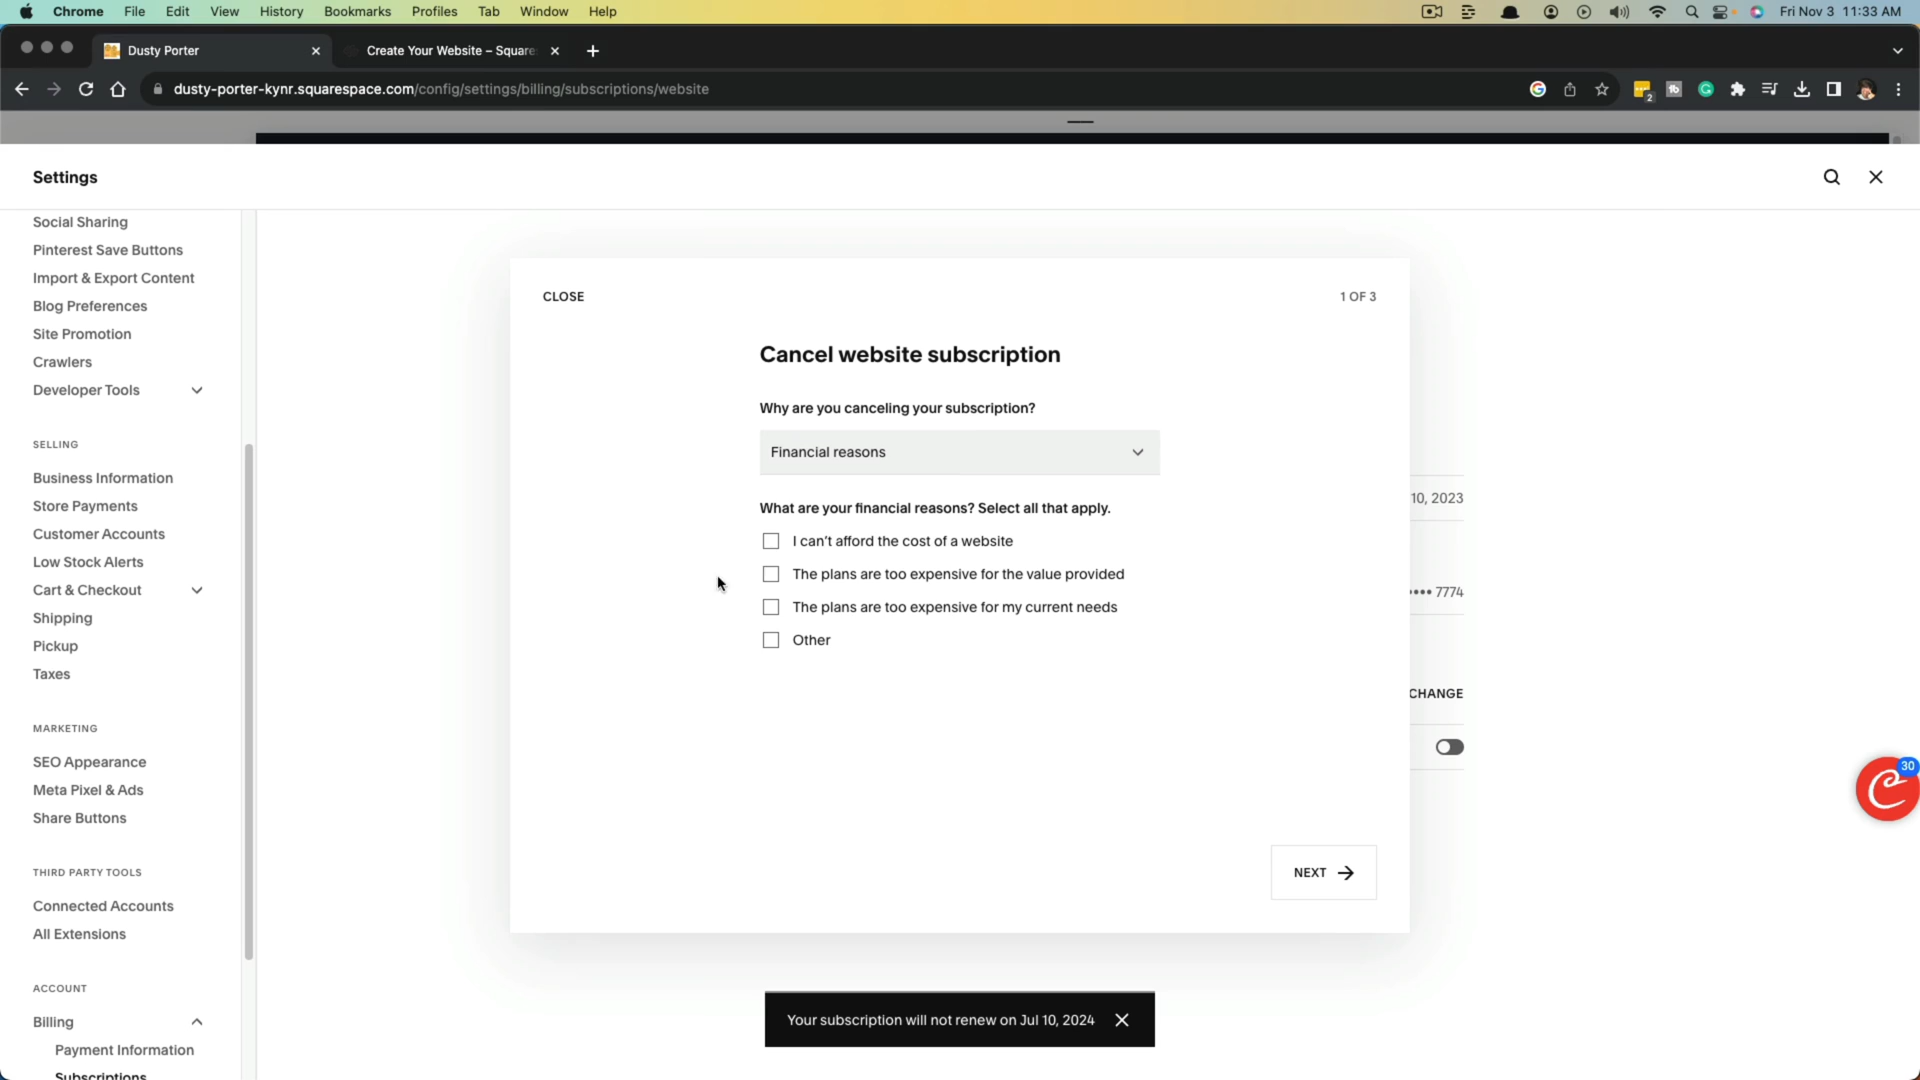 Chrome File Edit View History Bookmarks Profiles Tab Window Help Fri Nov 3 11:33 AM
Dusty Porter Create Your Website – Square
dusty-porter-kynr.squarespace.com/config/settings/billing/subscriptions/website
2
Settings
Social Sharing
Pinterest Save Buttons
Import & Export Content
Blog Preferences
Site Promotion
Crawlers
Developer Tools
SELLING
Business Information
Store Payments
Customer Accounts
Low Stock Alerts
Cart & Checkout
Shipping
Pickup
Taxes
MARKETING
SEO Appearance
Meta Pixel & Ads
Share Buttons
THIRD PARTY TOOLS
Connected Accounts
All Extensions
ACCOUNT
Billing
Payment Information
Subscriptions
CLOSE
1 OF 3
Cancel website subscription
Why are you canceling your subscription?
Financial reasons
What are your financial reasons? Select all that apply.
I can't afford the cost of a website
The plans are too expensive for the value provided
The plans are too expensive for my current needs
Other
NEXT
10, 2023
•••• 7774
CHANGE
30
Your subscription will not renew on Jul 10, 2024